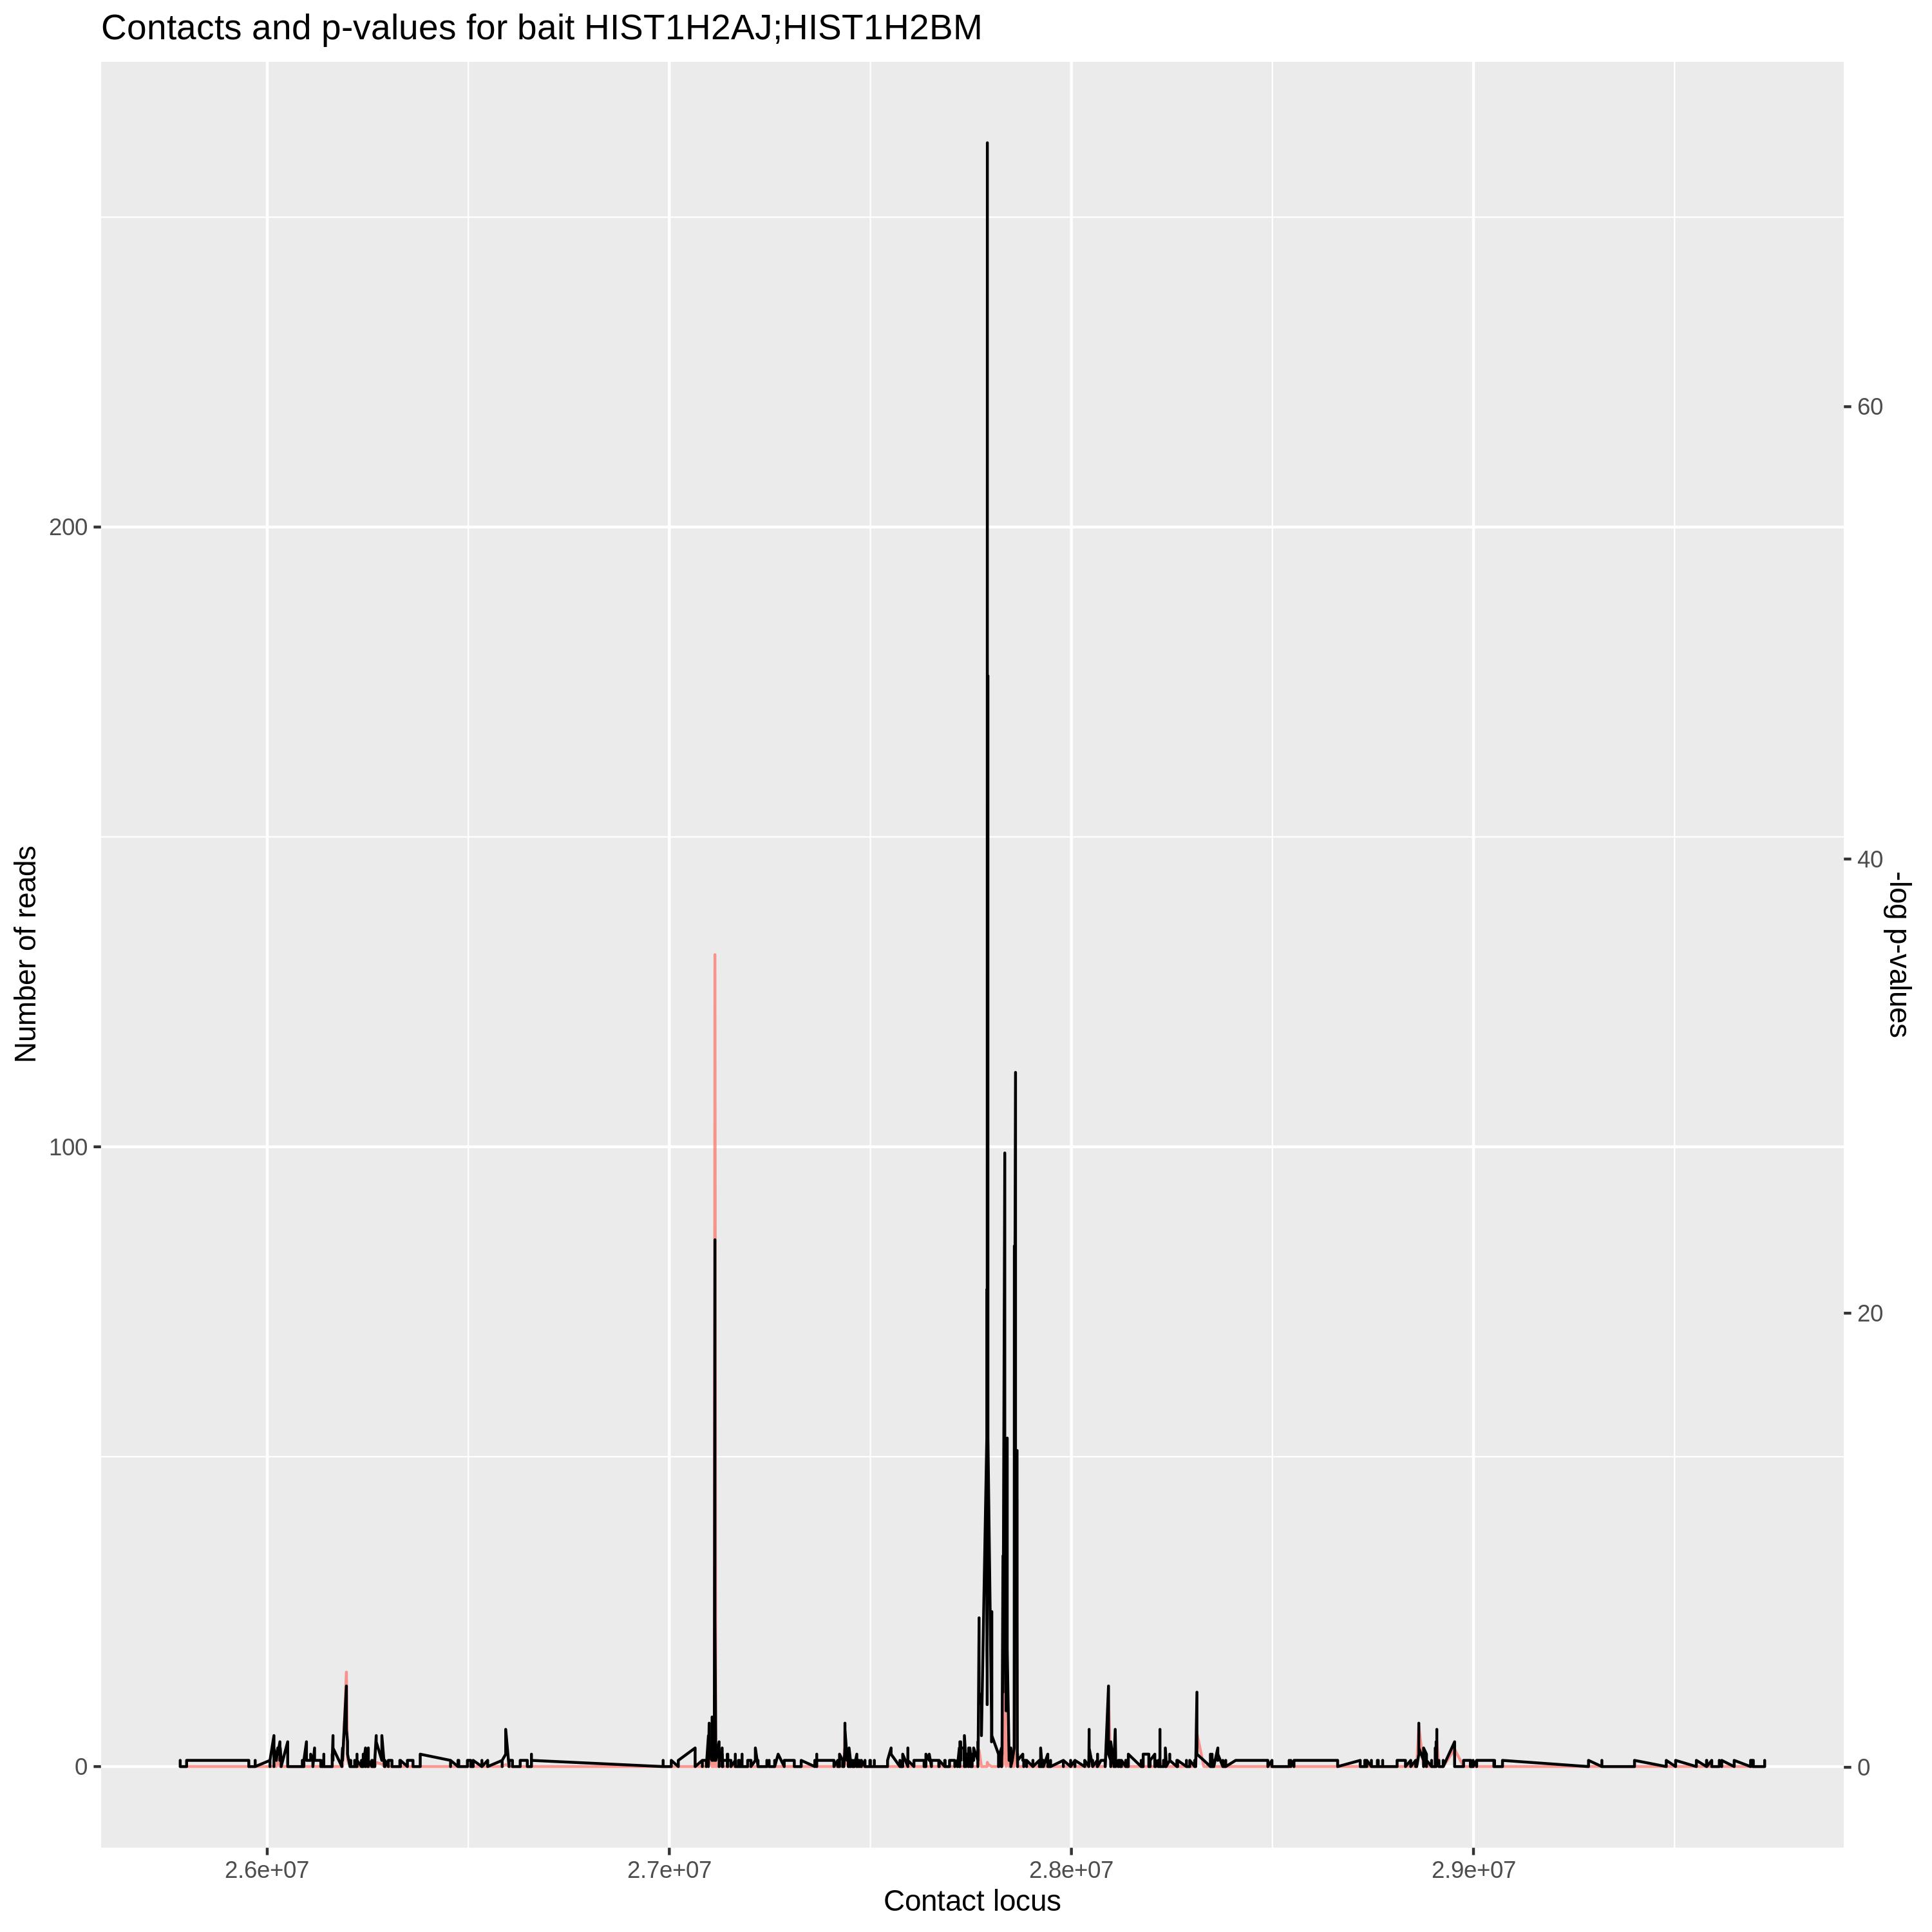 Contacts and p-values for bait HIST1H2AJ;HIST1H2BM
Number of reads
200
100
0
60
40
20
0
-log p-values
2.6e+07
2.7e+07
2.8e+07
2.9e+07
Contact locus